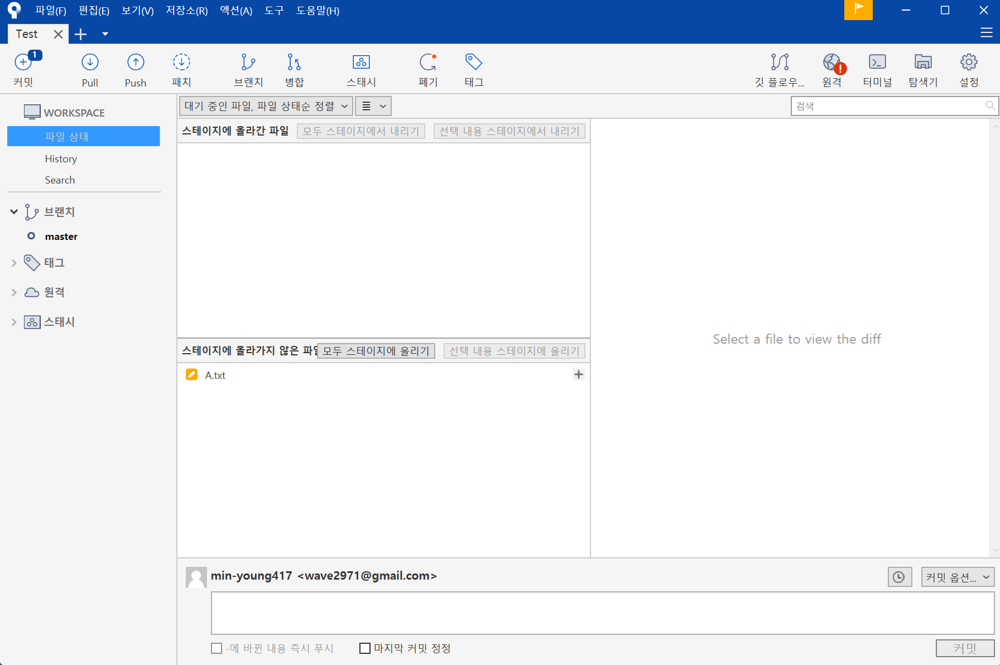 파일(F) 편집(E) 보기(V) 저장소(R) 액션(A) 도구 도움말(H)
Test
1
커밋 Pull Push 패치 브랜치 병합 스태시 폐기 태그 깃 플로우... 원격 터미널 탐색기 설정
WORKSPACE
파일 상태
History
Search
브랜치
master
태그
원격
스태시
대기 중인 파일, 파일 상태순 정렬
검색
스테이지에 올라간 파일 모두 스테이지에서 내리기 선택 내용 스테이지에서 내리기
Select a file to view the diff
스테이지에 올라가지 않은 파일 모두 스테이지에 올리기 선택 내용 스테이지에 올리기
A.txt
min-young417 <wave2971@gmail.com>
커밋 옵션...
-에 바뀐 내용 즉시 푸시 마지막 커밋 정정
커밋